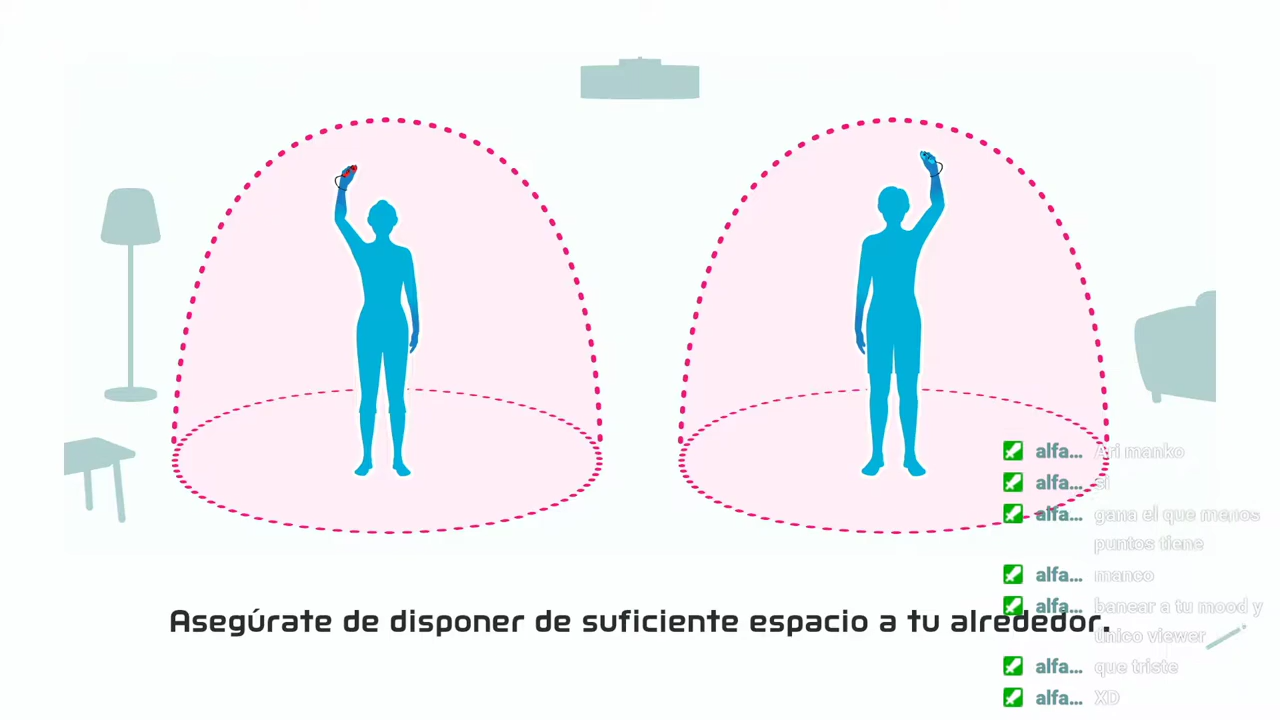 alfa... Ari manko
alfa... si
alfa... gana el que menos
puntos tiene
alfa... manco
alfa... banear a tu mood y
Asegúrate de disponer de suficiente espacio a tu alrededor.
unico viewer
alfa... que triste
alfa... XD